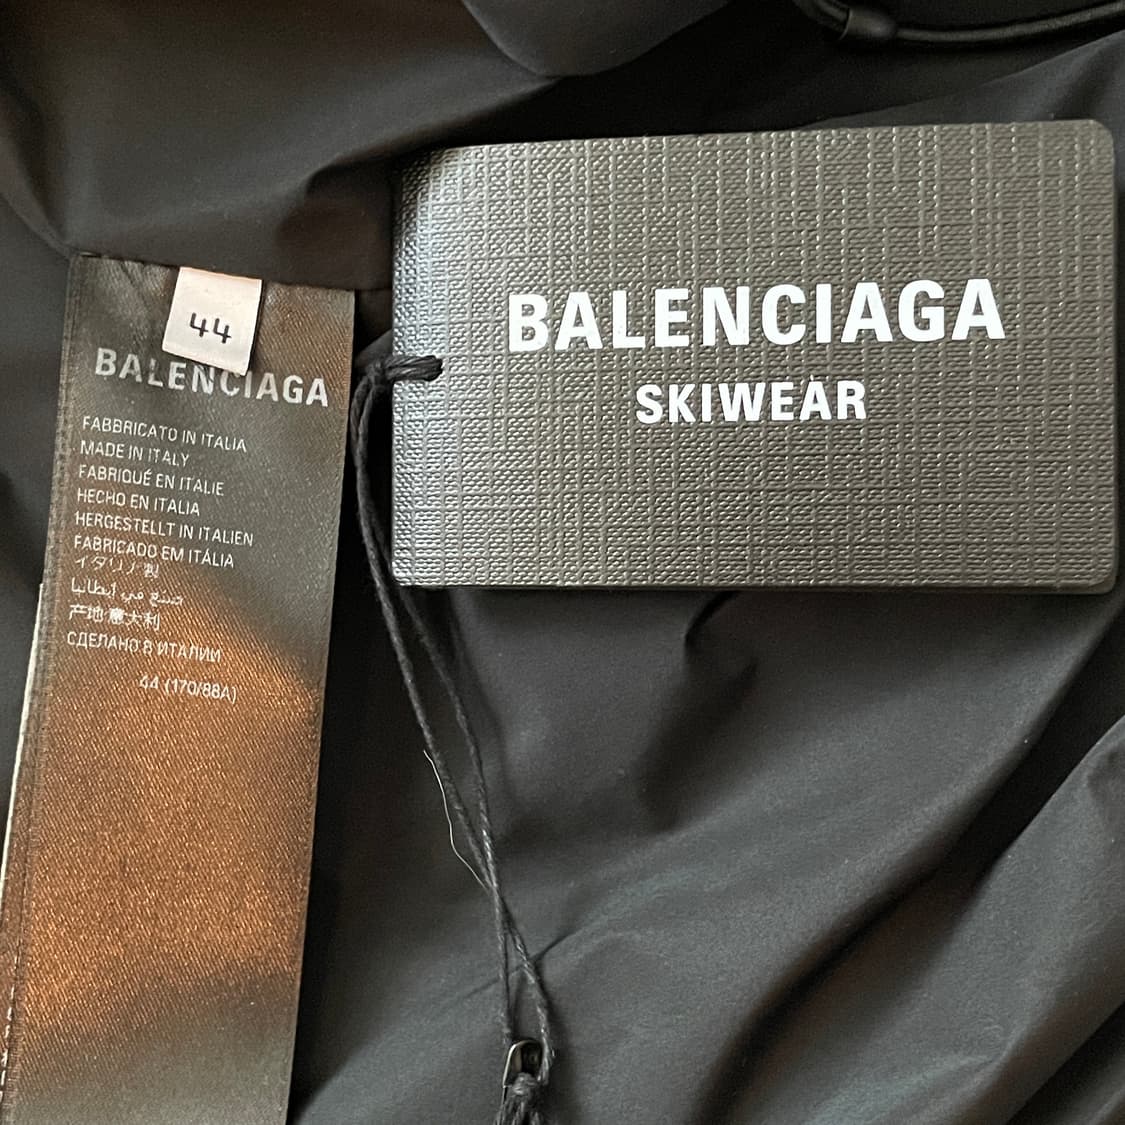 44
BALENCIAGA
FABBRICATO IN ITALIA
MADE IN ITALY
FABRIQUÉ EN ITALIE
HECHO EN ITALIA
HERGESTELLT IN ITALIEN
FABRICADO EM ITÁLIA
イタリア製
صنع في إيطاليا
产地:意大利
СДЕЛАНО В ИТАЛИИ
44 (170/88A)
BALENCIAGA
SKIWEAR